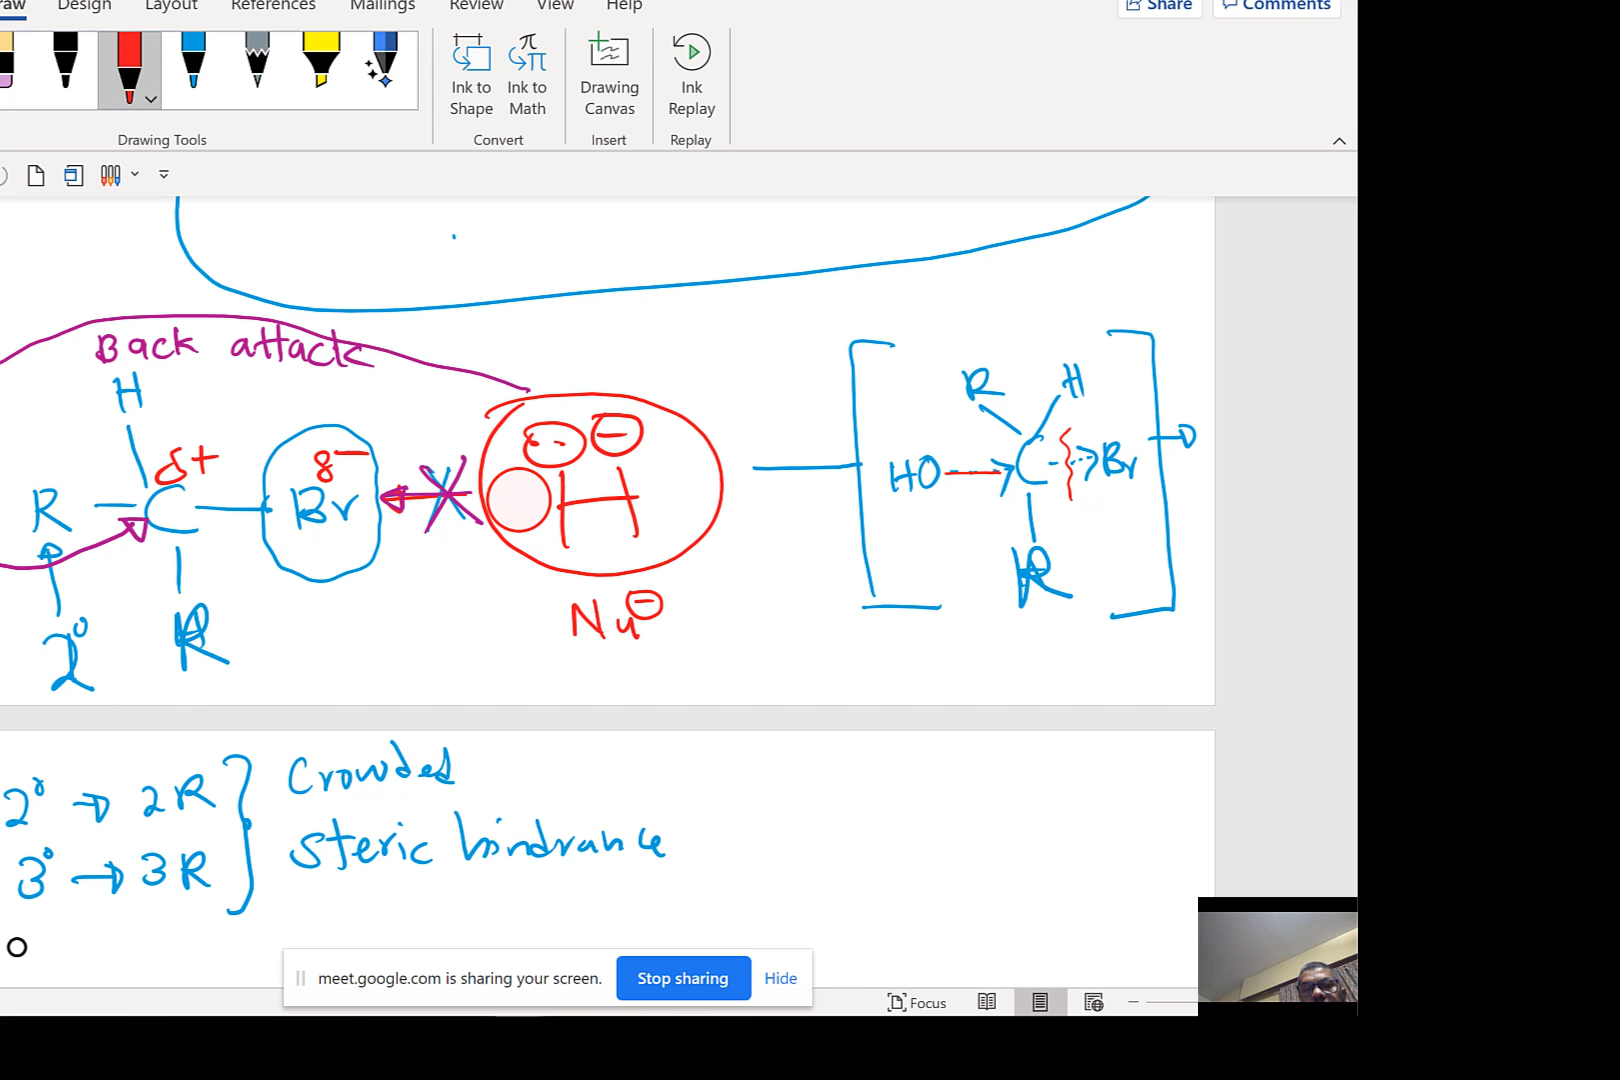 raw Design Layout References Mailings Review View Help Share Comments
Ink to Shape
Ink to Math
Drawing Canvas
Ink Replay
Drawing Tools Convert Insert Replay
Back attack
H
R H
δ+ 8− ·· −
R C Br H
HO C Br
2° R Nu −
R
2° → 2R
Crowded
3° → 3R
Steric hindrance
meet.google.com is sharing your screen. Stop sharing Hide
Focus